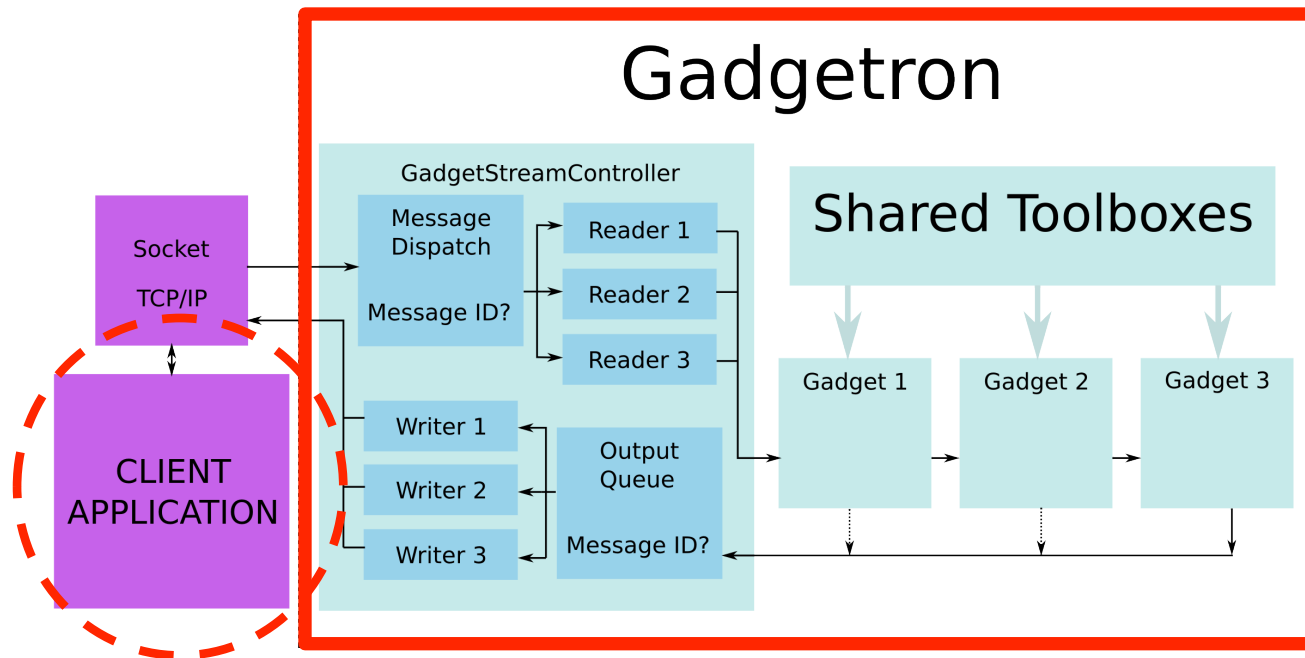 Gadgetron
GadgetStreamController
Socket
TCP/IP
CLIENT
APPLICATION
Message
Dispatch
Message ID?
Reader 1
Reader 2
Reader 3
Writer 1
Writer 2
Writer 3
Output
Queue
Message ID?
Shared Toolboxes
Gadget 1
Gadget 2
Gadget 3